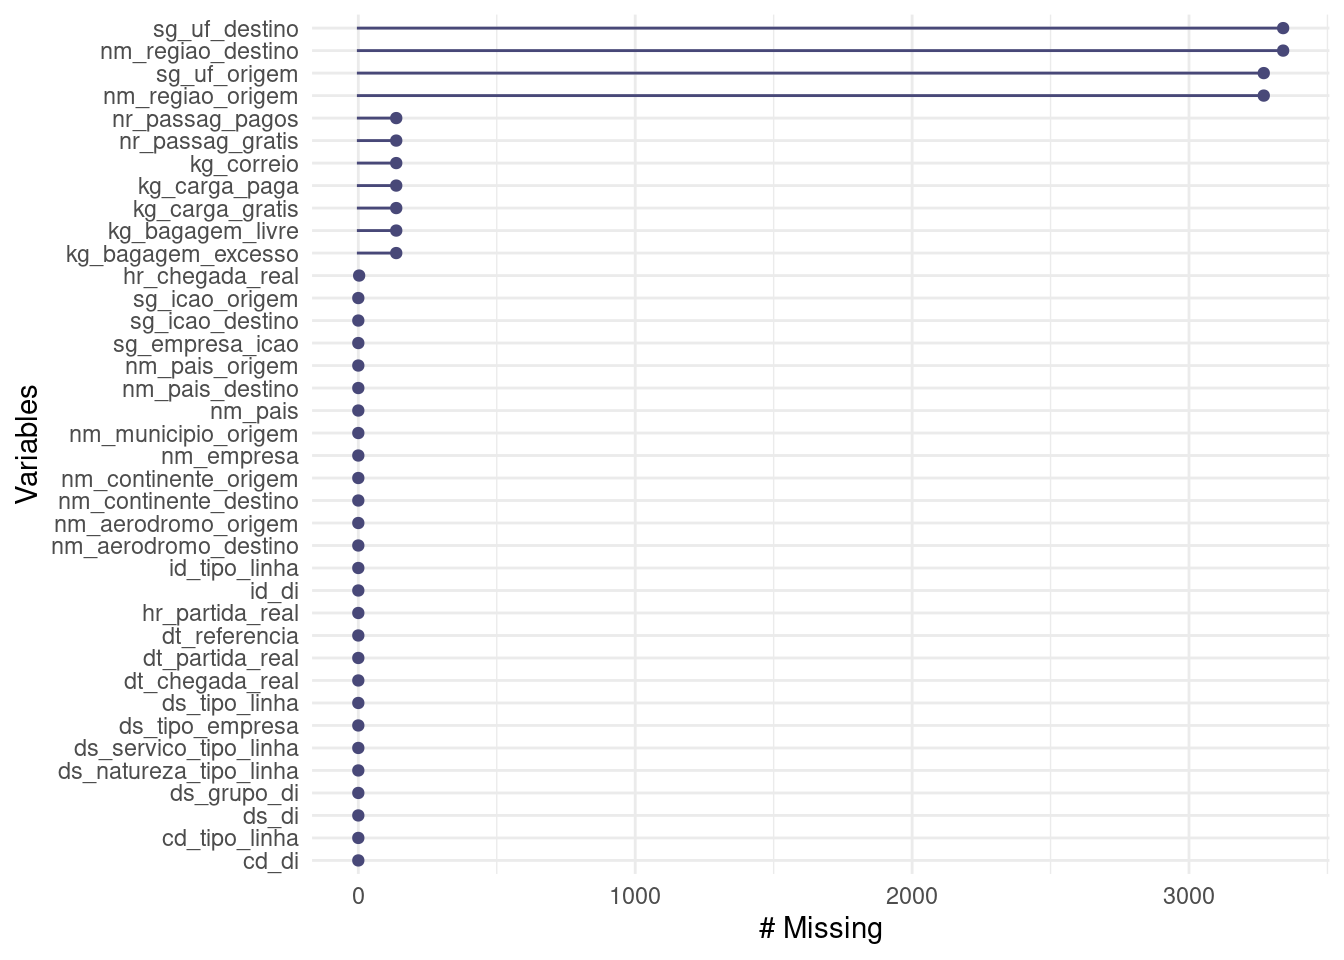 sg_uf_destino
nm_regiao_destino
sg_uf_origem
nm_regiao_origem
nr_passag_pagos
nr_passag_gratis
kg_correio
kg_carga_paga
kg_carga_gratis
kg_bagagem_livre
kg_bagagem_excesso
hr_chegada_real
sg_icao_origem
sg_icao_destino
sg_empresa_icao
nm_pais_origem
nm_pais_destino
nm_pais
nm_municipio_origem
nm_empresa
nm_continente_origem
nm_continente_destino
nm_aerodromo_origem
nm_aerodromo_destino
id_tipo_linha
id_di
hr_partida_real
dt_referencia
dt_partida_real
dt_chegada_real
ds_tipo_linha
ds_tipo_empresa
ds_servico_tipo_linha
ds_natureza_tipo_linha
ds_grupo_di
ds_di
cd_tipo_linha
cd_di
Variables
0 1000 2000 3000
# Missing